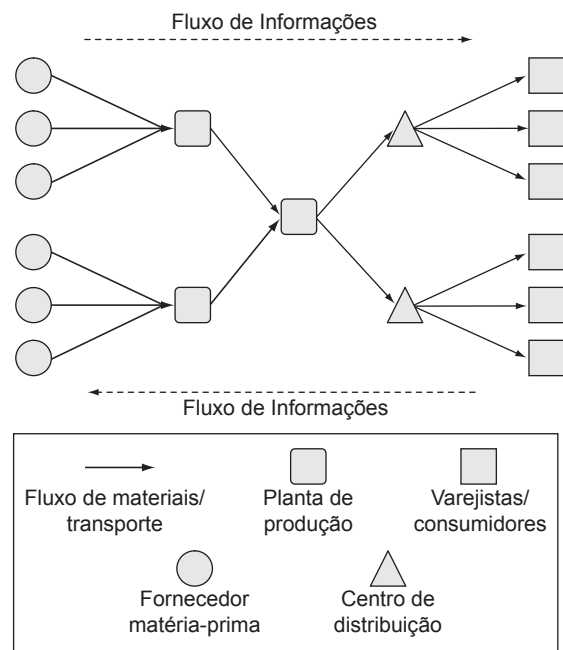 Fluxo de Informações
Fluxo de Informações
Fluxo de materiais/
transporte
Planta de
produção
Varejistas/
consumidores
Fornecedor
matéria-prima
Centro de
distribuição